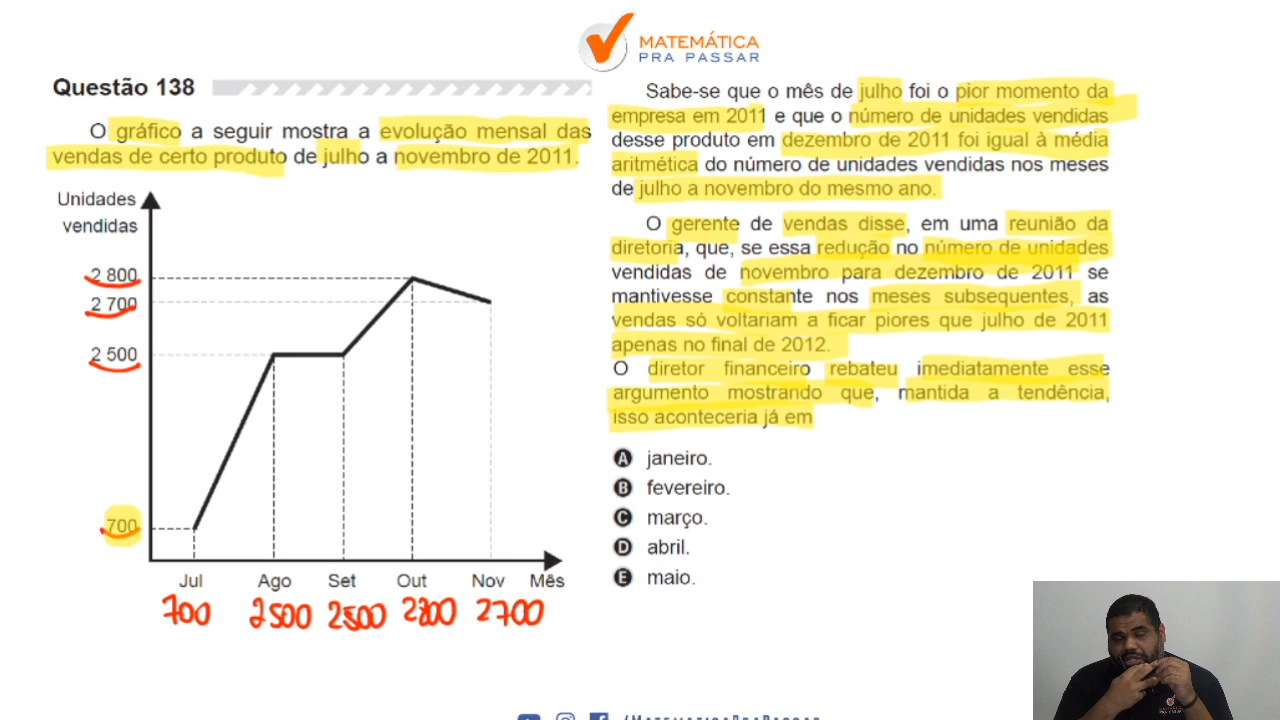 MATEMÁTICA
PRA PASSAR
Questão 138
O gráfico a seguir mostra a evolução mensal das
vendas de certo produto de julho a novembro de 2011.
Unidades
vendidas
2 800
2 700
2 500
700
Jul Ago Set Out Nov Mês
700 2500 2500 2800 2700
Sabe-se que o mês de julho foi o pior momento da
empresa em 2011 e que o número de unidades vendidas
desse produto em dezembro de 2011 foi igual à média
aritmética do número de unidades vendidas nos meses
de julho a novembro do mesmo ano.
O gerente de vendas disse, em uma reunião da
diretoria, que, se essa redução no número de unidades
vendidas de novembro para dezembro de 2011 se
mantivesse constante nos meses subsequentes, as
vendas só voltariam a ficar piores que julho de 2011
apenas no final de 2012.
O diretor financeiro rebateu imediatamente esse
argumento mostrando que, mantida a tendência,
isso aconteceria já em
A janeiro.
B fevereiro.
C março.
D abril.
E maio.
MATEMÁTICA
PRA PASSAR
/MATEMATICAPRAPASSAR